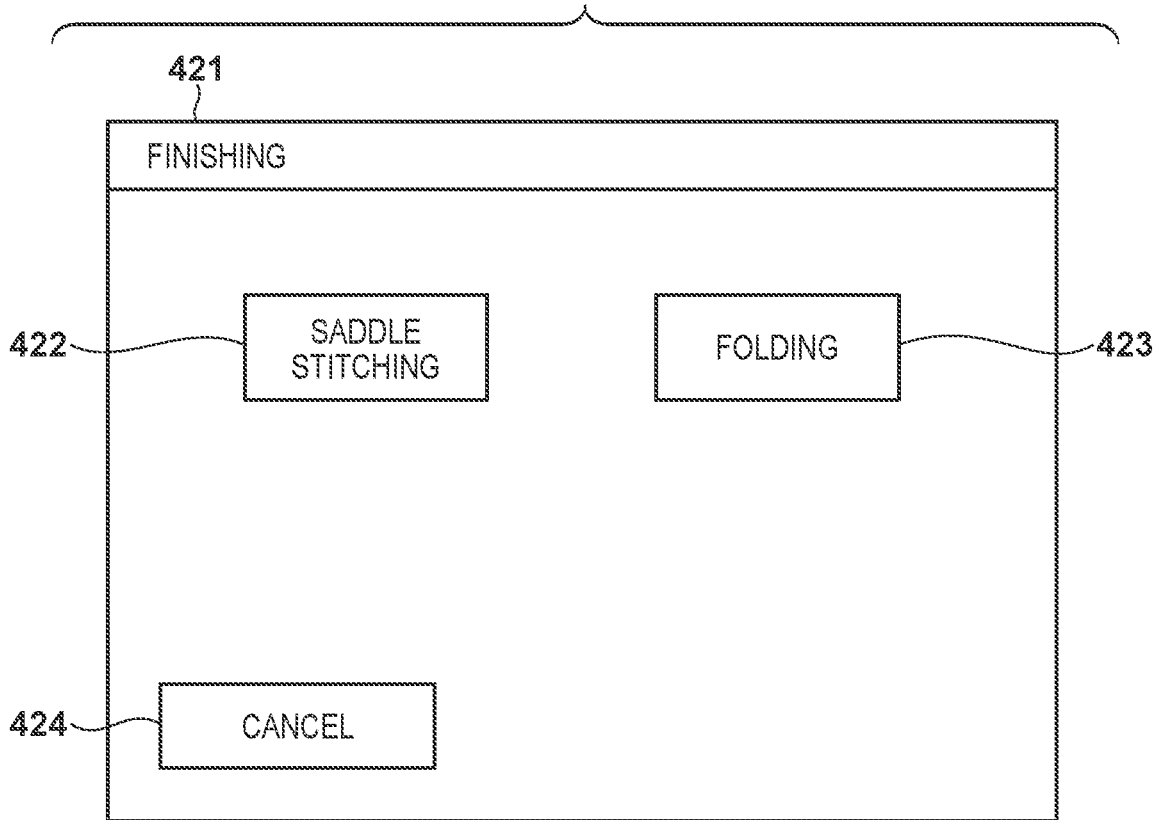 421
FINISHING
422
SADDLE
STITCHING
FOLDING
423
424
CANCEL